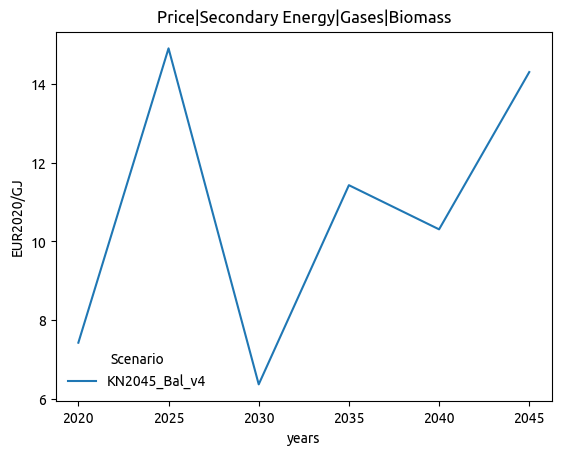 Price|Secondary Energy|Gases|Biomass
EUR2020/GJ
14
12
10
8
6
Scenario
KN2045_Bal_v4
2020 2025 2030 2035 2040 2045
years